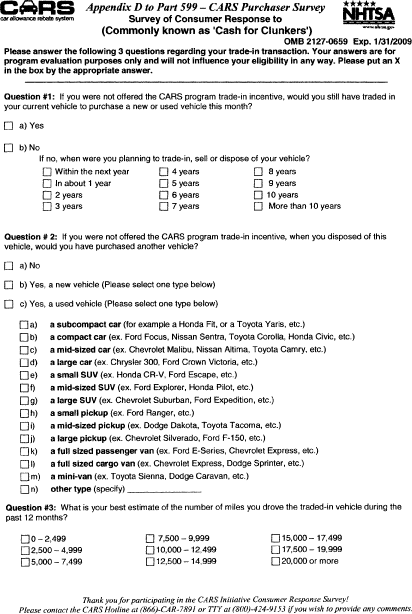 CARS
car allowance rebate system
Appendix D to Part 599 – CARS Purchaser Survey
Survey of Consumer Response to
(Commonly known as 'Cash for Clunkers')
NHTSA
www.nhtsa.gov
OMB 2127-0659 Exp. 1/31/2009
Please answer the following 3 questions regarding your trade-in transaction. Your answers are for
program evaluation purposes only and will not influence your eligibility in any way. Please put an X
in the box by the appropriate answer.
Question #1: If you were not offered the CARS program trade-in incentive, would you still have traded in
your current vehicle to purchase a new or used vehicle this month?
a) Yes
b) No
If no, when were you planning to trade-in, sell or dispose of your vehicle?
Within the next year 4 years 8 years
In about 1 year 5 years 9 years
2 years 6 years 10 years
3 years 7 years More than 10 years
Question # 2: If you were not offered the CARS program trade-in incentive, when you disposed of this
vehicle, would you have purchased another vehicle?
a) No
b) Yes, a new vehicle (Please select one type below)
c) Yes, a used vehicle (Please select one type below)
a) a subcompact car (for example a Honda Fit, or a Toyota Yaris, etc.)
b) a compact car (ex. Ford Focus, Nissan Sentra, Toyota Corolla, Honda Civic, etc.)
c) a mid-sized car (ex. Chevrolet Malibu, Nissan Altima, Toyota Camry, etc.)
d) a large car (ex. Chrysler 300, Ford Crown Victoria, etc.)
e) a small SUV (ex. Honda CR-V, Ford Escape, etc.)
f) a mid-sized SUV (ex. Ford Explorer, Honda Pilot, etc.)
g) a large SUV (ex. Chevrolet Suburban, Ford Expedition, etc.)
h) a small pickup (ex. Ford Ranger, etc.)
i) a mid-sized pickup (ex. Dodge Dakota, Toyota Tacoma, etc.)
j) a large pickup (ex. Chevrolet Silverado, Ford F-150, etc.)
k) a full sized passenger van (ex. Ford E-Series, Chevrolet Express, etc.)
l) a full sized cargo van (ex. Chevrolet Express, Dodge Sprinter, etc.)
m) a mini-van (ex. Toyota Sienna, Dodge Caravan, etc.)
n) other type (specify)
Question #3: What is your best estimate of the number of miles you drove the traded-in vehicle during the
past 12 months?
0 – 2,499 7,500 – 9,999 15,000 – 17,499
2,500 – 4,999 10,000 – 12,499 17,500 – 19,999
5,000 – 7,499 12,500 – 14,999 20,000 or more
Thank you for participating in the CARS Initiative Consumer Response Survey!
Please contact the CARS Hotline at (866)-CAR-7891 or TTY at (800)-424-9153 if you wish to provide any comments.